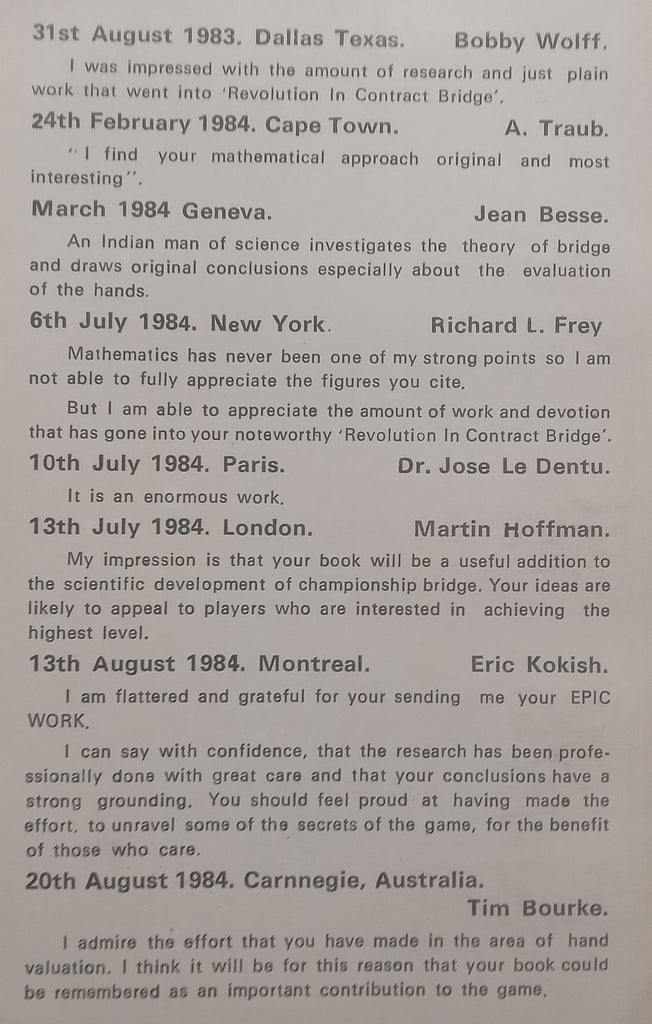 31st August 1983. Dallas Texas. Bobby Wolff.
I was impressed with the amount of research and just plain
work that went into ‘Revolution In Contract Bridge’.
24th February 1984. Cape Town. A. Traub.
“I find your mathematical approach original and most
interesting”.
March 1984 Geneva. Jean Besse.
An Indian man of science investigates the theory of bridge
and draws original conclusions especially about the evaluation
of the hands.
6th July 1984. New York. Richard L. Frey
Mathematics has never been one of my strong points so I am
not able to fully appreciate the figures you cite.
But I am able to appreciate the amount of work and devotion
that has gone into your noteworthy ‘Revolution In Contract Bridge’.
10th July 1984. Paris. Dr. Jose Le Dentu.
It is an enormous work.
13th July 1984. London. Martin Hoffman.
My impression is that your book will be a useful addition to
the scientific development of championship bridge. Your ideas are
likely to appeal to players who are interested in achieving the
highest level.
13th August 1984. Montreal. Eric Kokish.
I am flattered and grateful for your sending me your EPIC
WORK.
I can say with confidence, that the research has been profe-
ssionally done with great care and that your conclusions have a
strong grounding. You should feel proud at having made the
effort, to unravel some of the secrets of the game, for the benefit
of those who care.
20th August 1984. Carnnegie, Australia.
Tim Bourke.
I admire the effort that you have made in the area of hand
valuation. I think it will be for this reason that your book could
be remembered as an important contribution to the game.